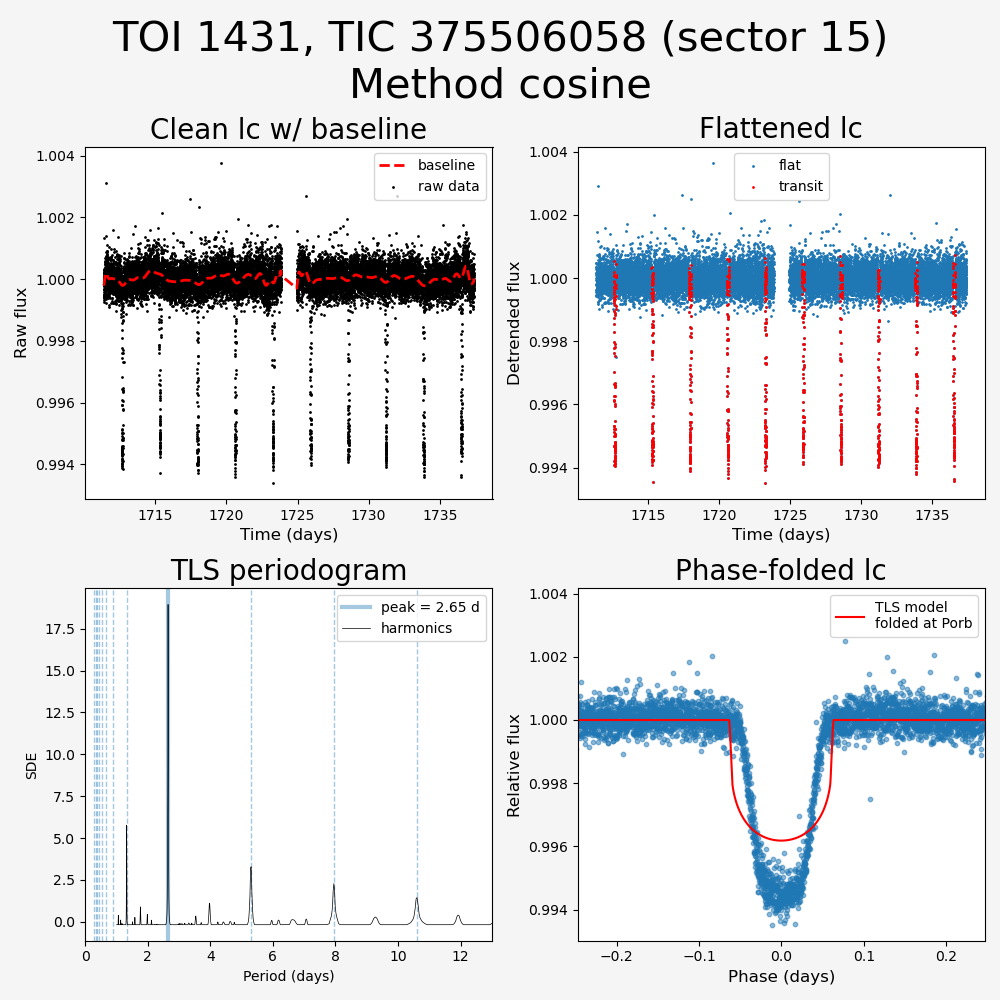 TOI 1431, TIC 375506058 (sector 15)
Method cosine
Clean lc w/ baseline
1.004
1.002
1.000
0.998
0.996
0.994
Raw flux
baseline
raw data
1715
1720
1725
1730
1735
Time (days)
Flattened lc
1.004
1.002
1.000
0.998
0.996
0.994
Detrended flux
flat
transit
1715
1720
1725
1730
1735
Time (days)
TLS periodogram
17.5
15.0
12.5
10.0
7.5
5.0
2.5
0.0
SDE
peak = 2.65 d
harmonics
0
2
4
6
8
10
12
Period (days)
Phase-folded lc
1.004
1.002
1.000
0.998
0.996
0.994
Relative flux
TLS model
folded at Porb
−0.2
−0.1
0.0
0.1
0.2
Phase (days)